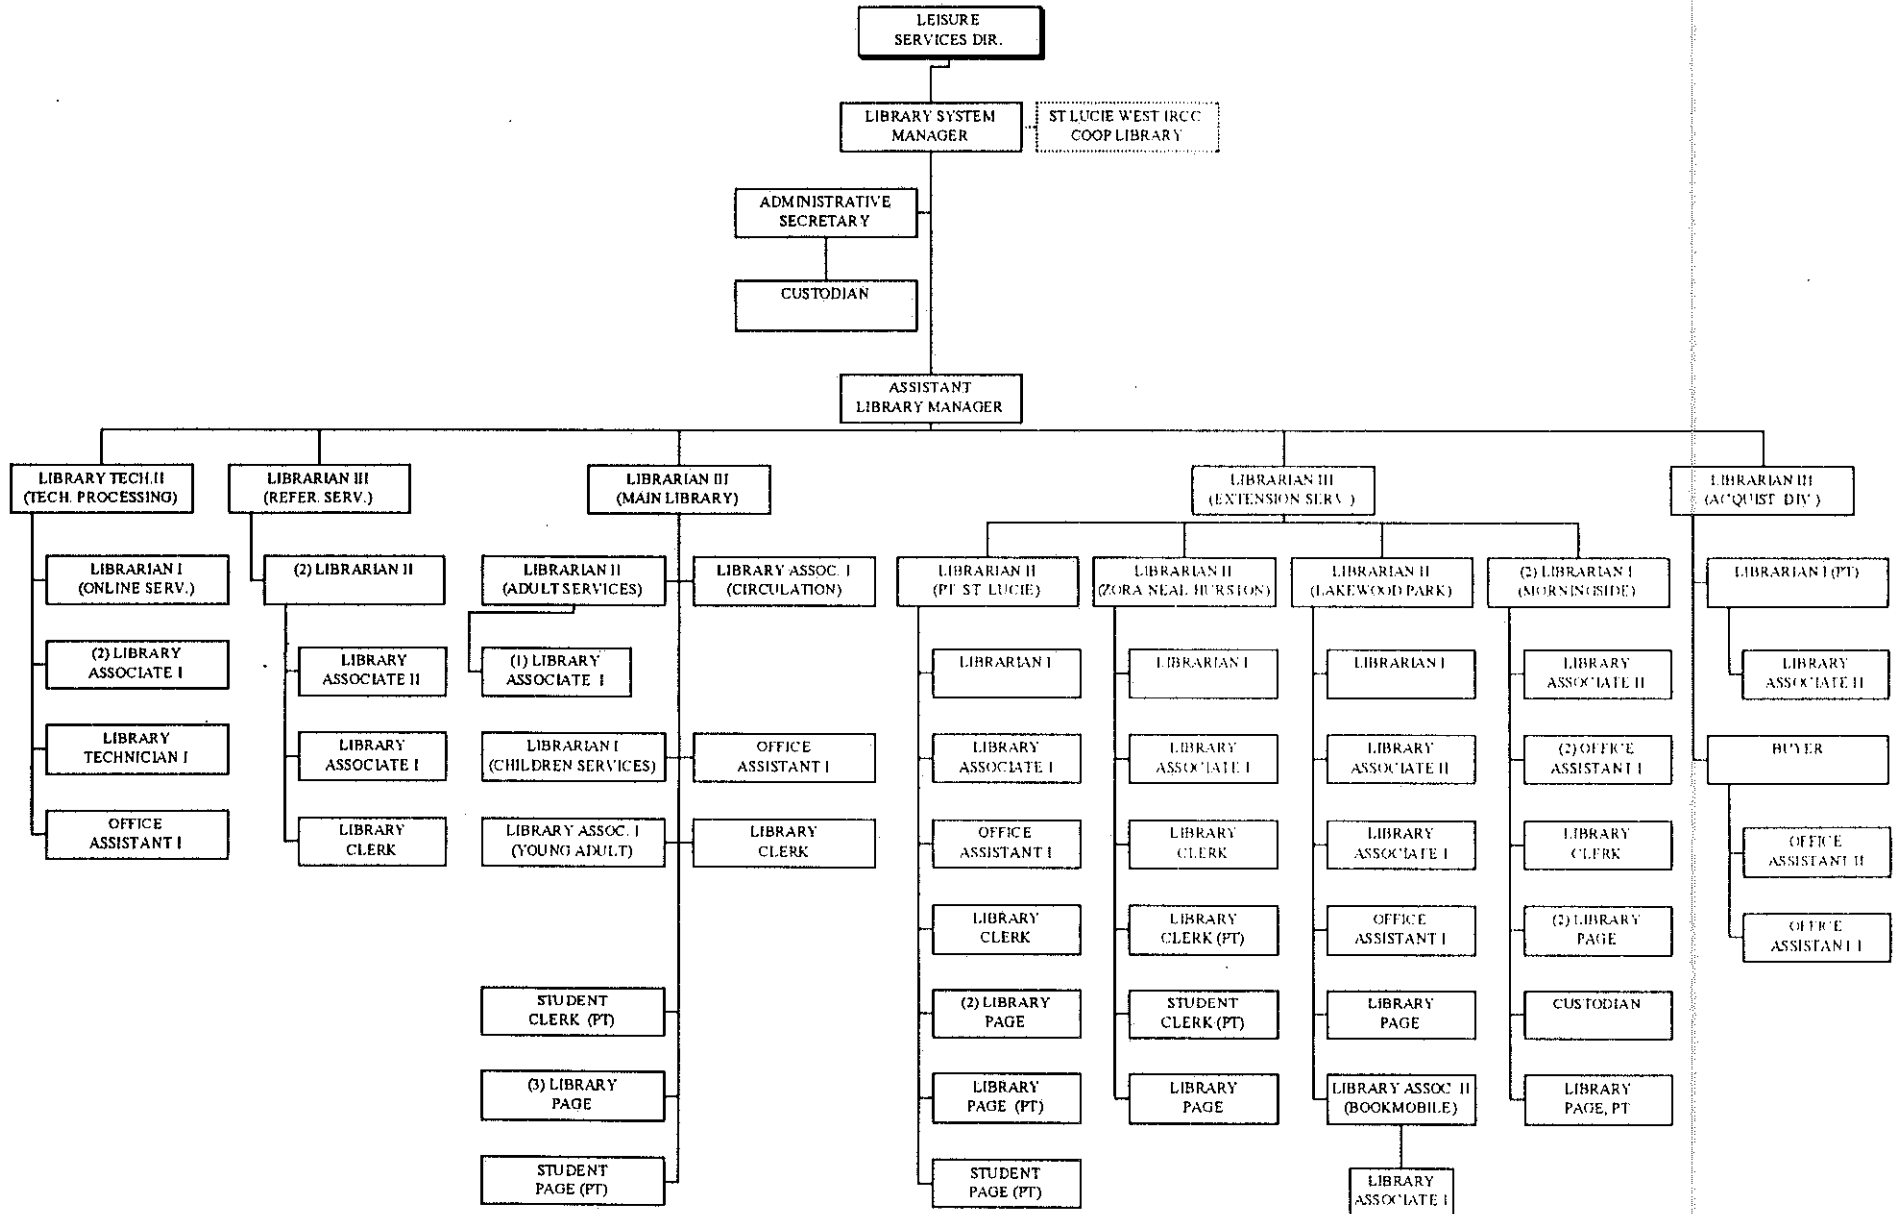 LEISURE
SERVICES DIR.
LIBRARY SYSTEM
MANAGER
ST LUCIE WEST IRCC
COOP LIBRARY
ADMINISTRATIVE
SECRETARY
CUSTODIAN
ASSISTANT
LIBRARY MANAGER
LIBRARY TECH.II
(TECH. PROCESSING)
LIBRARIAN III
(REFER. SERV.)
LIBRARIAN III
(MAIN LIBRARY)
LIBRARIAN III
(EXTENSION SERV.)
LIBRARIAN III
(ACQUIST. DIV.)
LIBRARIAN I
(ONLINE SERV.)
(2) LIBRARY
ASSOCIATE I
LIBRARY
TECHNICIAN I
OFFICE
ASSISTANT I
(2) LIBRARIAN II
LIBRARY
ASSOCIATE II
LIBRARY
ASSOCIATE I
LIBRARY
CLERK
LIBRARIAN II
(ADULT SERVICES)
LIBRARY ASSOC. I
(CIRCULATION)
(1) LIBRARY
ASSOCIATE I
LIBRARIAN I
(CHILDREN SERVICES)
OFFICE
ASSISTANT I
LIBRARY ASSOC. I
(YOUNG ADULT)
LIBRARY
CLERK
STUDENT
CLERK (PT)
(3) LIBRARY
PAGE
STUDENT
PAGE (PT)
LIBRARIAN II
(PT ST LUCIE)
LIBRARIAN I
LIBRARY
ASSOCIATE I
OFFICE
ASSISTANT I
LIBRARY
CLERK
(2) LIBRARY
PAGE
LIBRARY
PAGE (PT)
STUDENT
PAGE (PT)
LIBRARIAN II
(ZORA NEAL HURSTON)
LIBRARIAN I
LIBRARY
ASSOCIATE I
LIBRARY
CLERK
LIBRARY
CLERK (PT)
STUDENT
CLERK (PT)
LIBRARY
PAGE
LIBRARIAN II
(LAKEWOOD PARK)
LIBRARIAN I
LIBRARY
ASSOCIATE II
LIBRARY
ASSOCIATE I
OFFICE
ASSISTANT I
LIBRARY
PAGE
LIBRARY ASSOC II
(BOOKMOBILE)
LIBRARY
ASSOCIATE I
(2) LIBRARIAN I
(MORNINGSIDE)
LIBRARY
ASSOCIATE II
(2) OFFICE
ASSISTANT I
LIBRARY
CLERK
(2) LIBRARY
PAGE
CUSTODIAN
LIBRARY
PAGE, PT
LIBRARIAN I (PT)
LIBRARY
ASSOCIATE II
BUYER
OFFICE
ASSISTANT II
OFFICE
ASSISTANT I